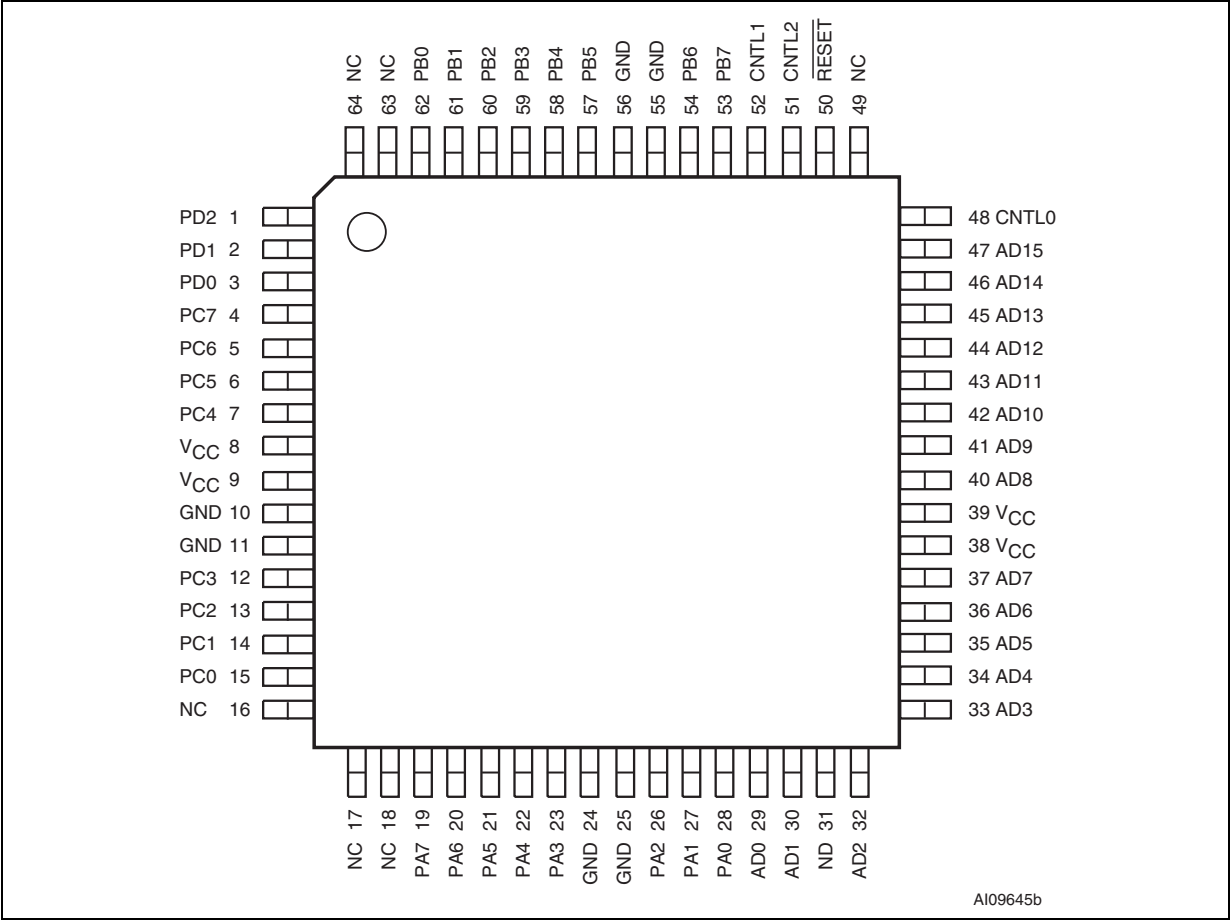 64 NC
63 NC
62 PB0
61 PB1
60 PB2
59 PB3
58 PB4
57 PB5
56 GND
55 GND
54 PB6
53 PB7
52 CNTL1
51 CNTL2
50 RESET
49 NC
PD2 1
PD1 2
PD0 3
PC7 4
PC6 5
PC5 6
PC4 7
VCC 8
VCC 9
GND 10
GND 11
PC3 12
PC2 13
PC1 14
PC0 15
NC 16
48 CNTL0
47 AD15
46 AD14
45 AD13
44 AD12
43 AD11
42 AD10
41 AD9
40 AD8
39 VCC
38 VCC
37 AD7
36 AD6
35 AD5
34 AD4
33 AD3
NC 17
NC 18
PA7 19
PA6 20
PA5 21
PA4 22
PA3 23
GND 24
GND 25
PA2 26
PA1 27
PA0 28
AD0 29
AD1 30
ND 31
AD2 32
AI09645b